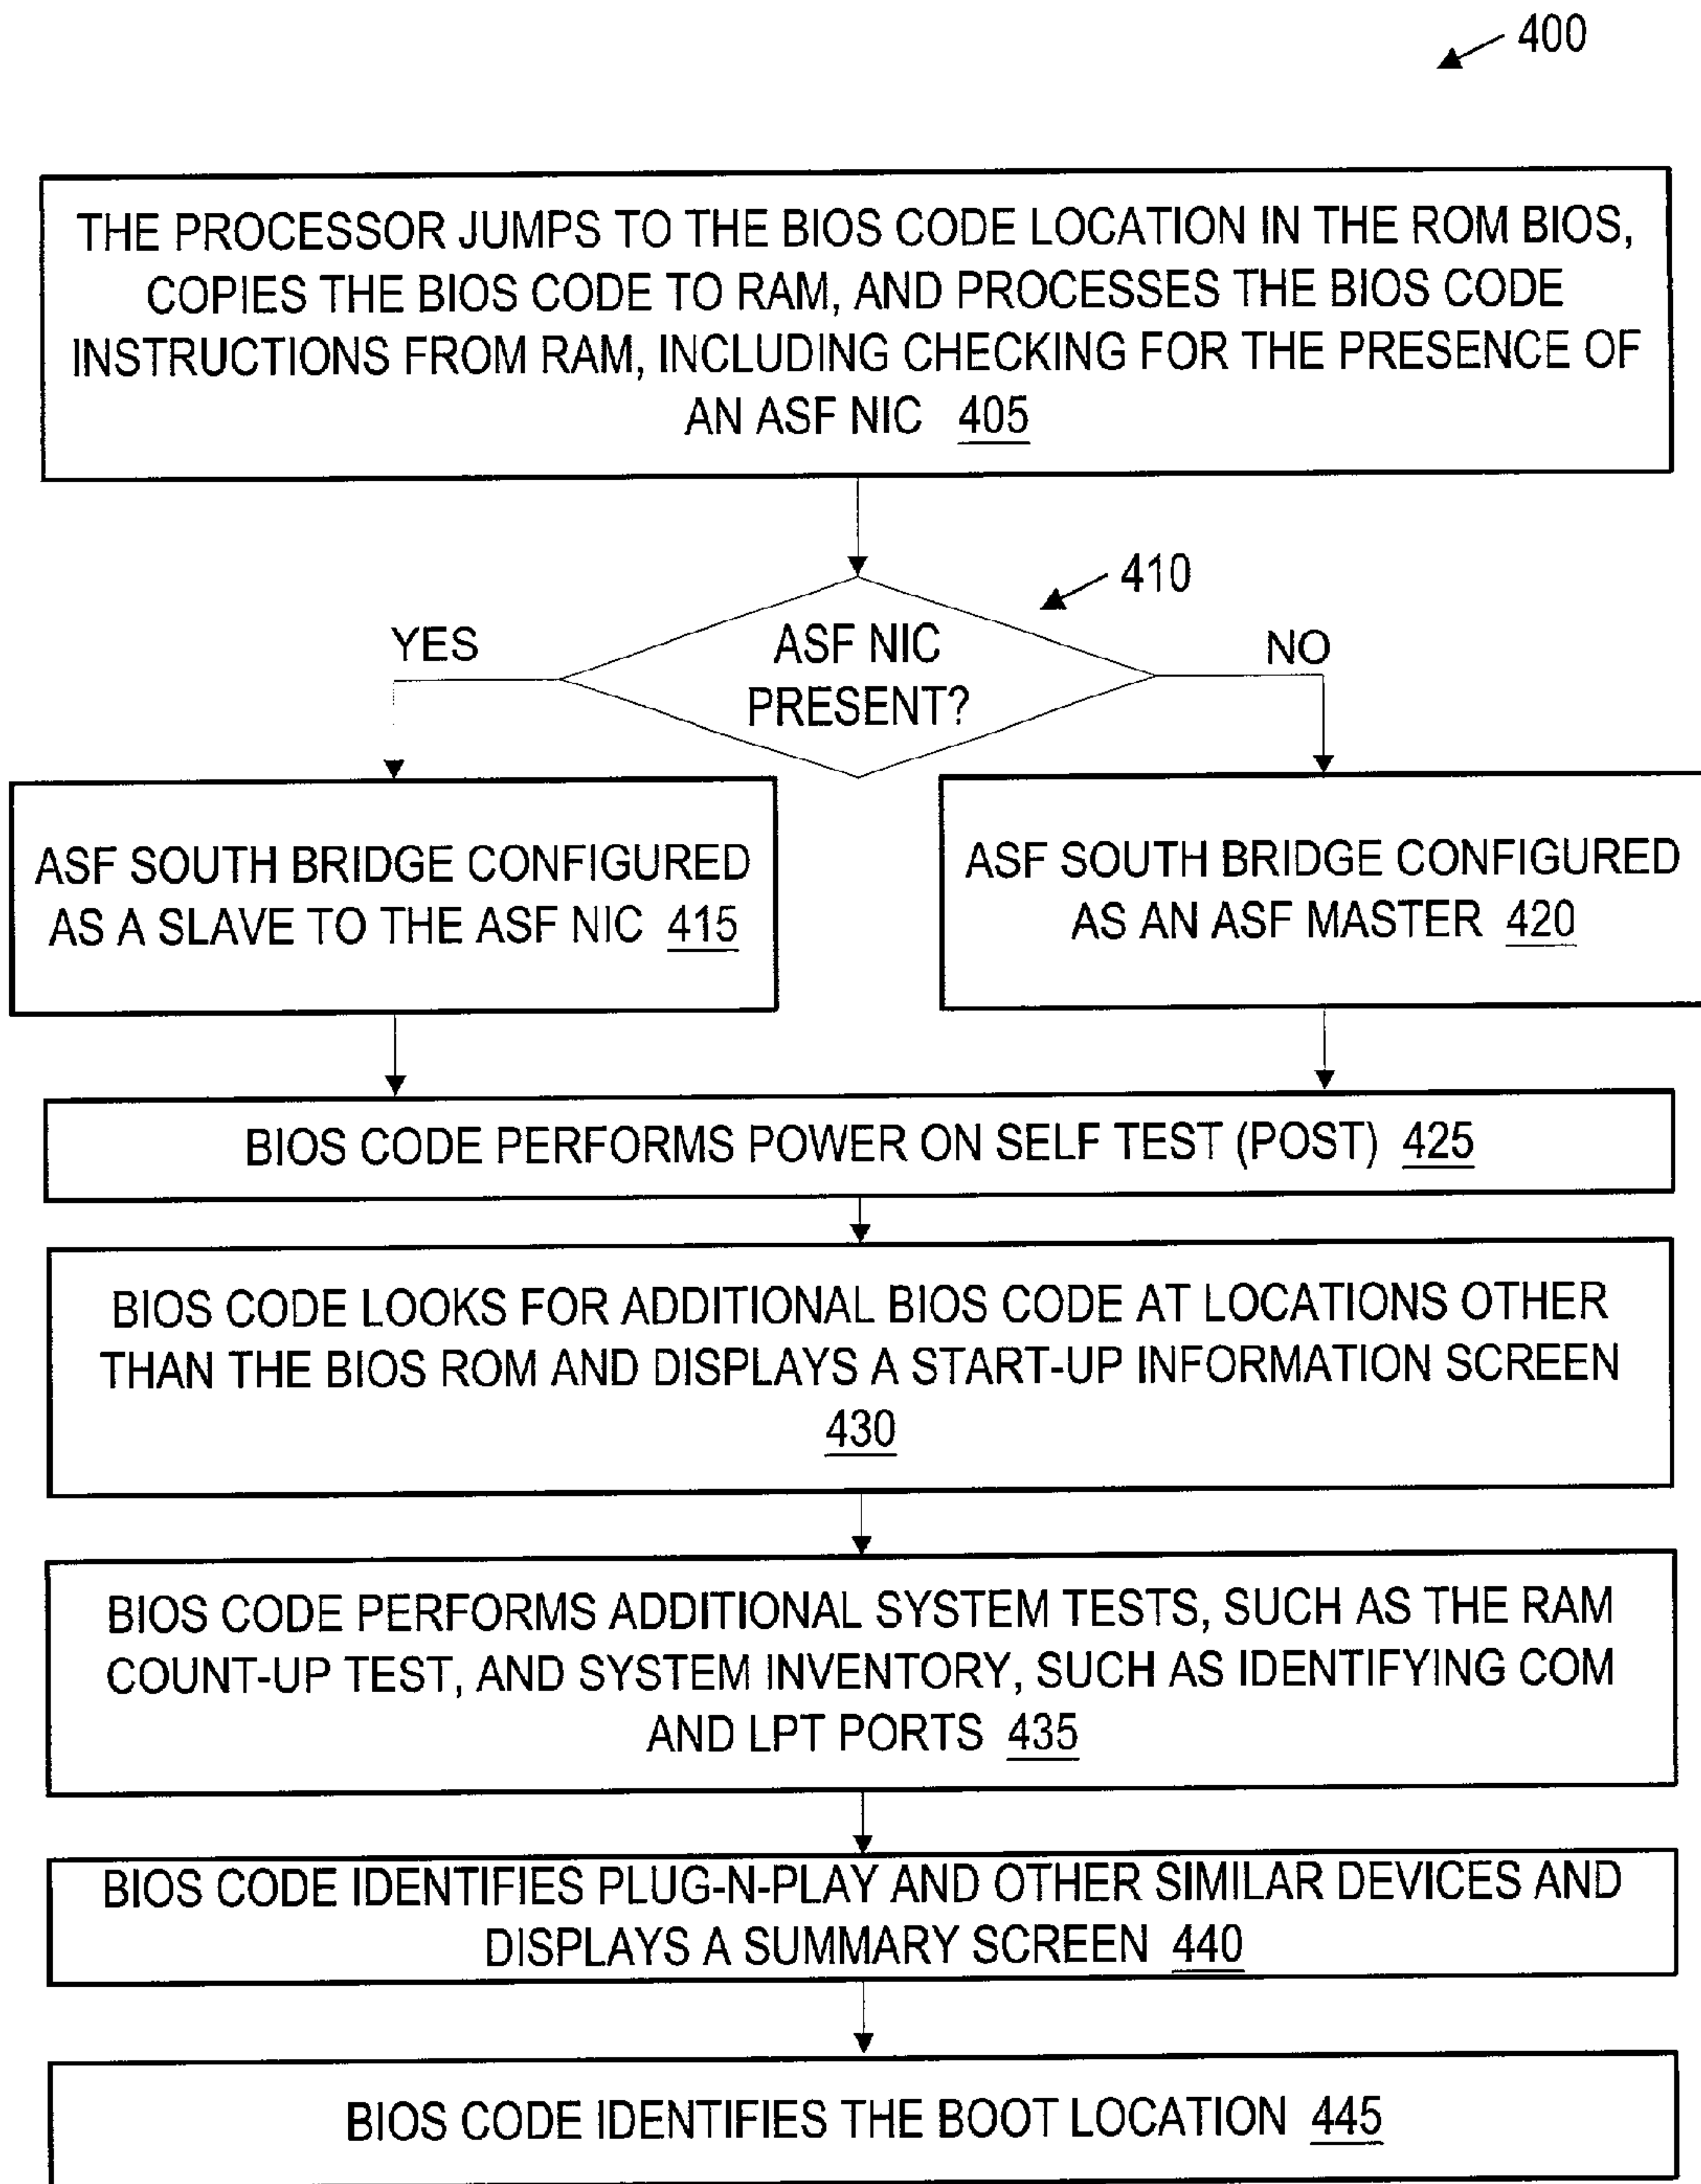 400
THE PROCESSOR JUMPS TO THE BIOS CODE LOCATION IN THE ROM BIOS,
COPIES THE BIOS CODE TO RAM, AND PROCESSES THE BIOS CODE
INSTRUCTIONS FROM RAM, INCLUDING CHECKING FOR THE PRESENCE OF
AN ASF NIC 405
410
YES
ASF NIC
PRESENT?
NO
ASF SOUTH BRIDGE CONFIGURED
AS A SLAVE TO THE ASF NIC 415
ASF SOUTH BRIDGE CONFIGURED
AS AN ASF MASTER 420
BIOS CODE PERFORMS POWER ON SELF TEST (POST) 425
BIOS CODE LOOKS FOR ADDITIONAL BIOS CODE AT LOCATIONS OTHER
THAN THE BIOS ROM AND DISPLAYS A START-UP INFORMATION SCREEN
430
BIOS CODE PERFORMS ADDITIONAL SYSTEM TESTS, SUCH AS THE RAM
COUNT-UP TEST, AND SYSTEM INVENTORY, SUCH AS IDENTIFYING COM
AND LPT PORTS 435
BIOS CODE IDENTIFIES PLUG-N-PLAY AND OTHER SIMILAR DEVICES AND
DISPLAYS A SUMMARY SCREEN 440
BIOS CODE IDENTIFIES THE BOOT LOCATION 445